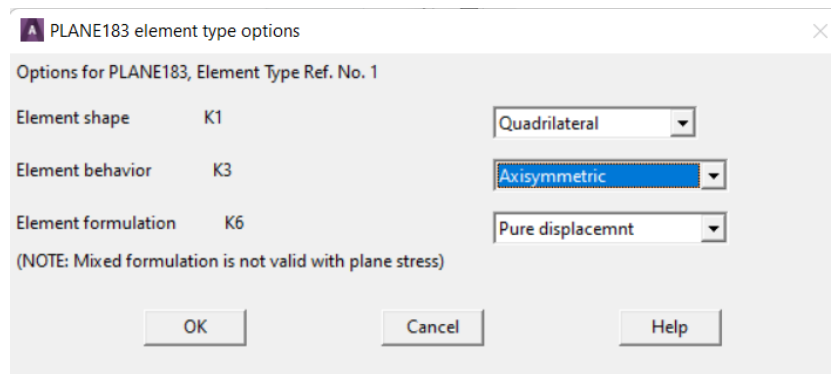 PLANE183 element type options
Options for PLANE183, Element Type Ref. No. 1
Element shape K1 Quadrilateral
Element behavior K3 Axisymmetric
Element formulation K6 Pure displacemnt
(NOTE: Mixed formulation is not valid with plane stress)
OK Cancel Help